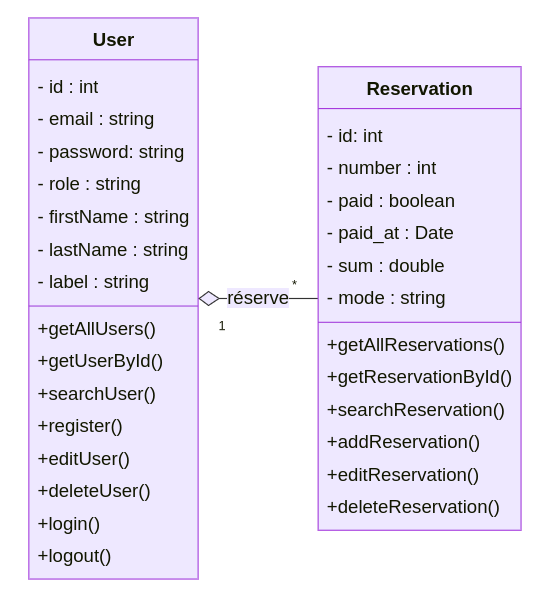 User
- id : int
- email : string
- password: string
- role : string
- firstName : string
- lastName : string
- label : string
+getAllUsers()
+getUserById()
+searchUser()
+register()
+editUser()
+deleteUser()
+login()
+logout()
réserve
1
*
Reservation
- id: int
- number : int
- paid : boolean
- paid_at : Date
- sum : double
- mode : string
+getAllReservations()
+getReservationById()
+searchReservation()
+addReservation()
+editReservation()
+deleteReservation()